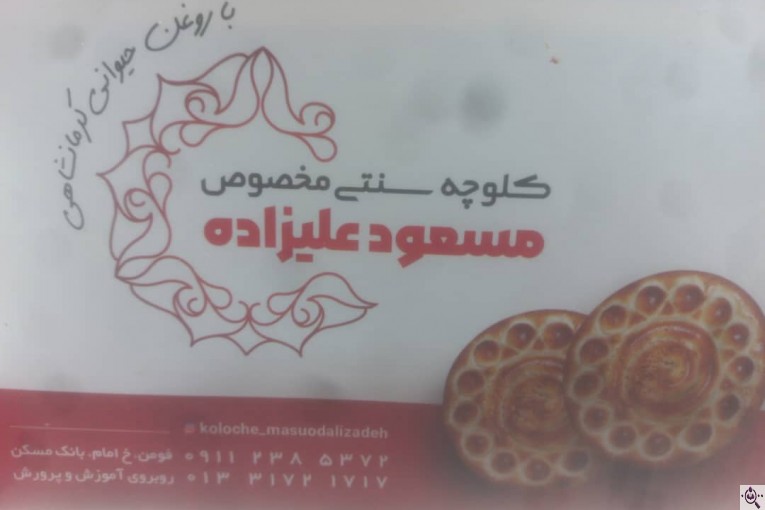 با روغن حیوانی کرمانشاهی
کلوچه سنتی مخصوص
مسعود علیزاده
koloche_masuodalizadeh
فومن، خ امام، بانک مسکن ۰۹۱۱ ۲۳۸ ۵۳۷۲
روبروی آموزش و پرورش ۰۱۳ ۳۱۷۲ ۱۷۱۷